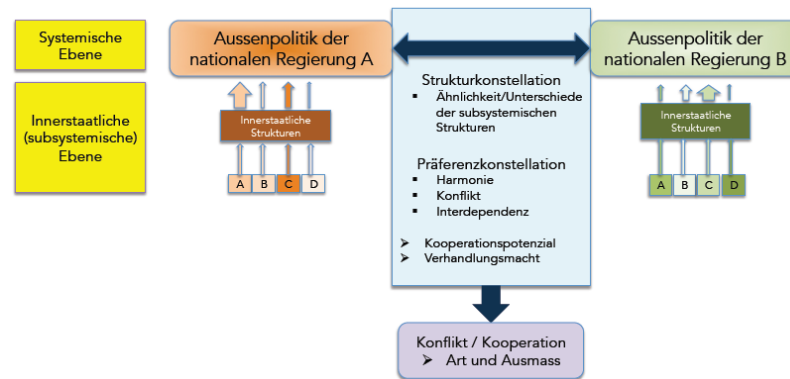 Systemische
Ebene
Aussenpolitik der
nationalen Regierung A
Aussenpolitik der
nationalen Regierung B
Innerstaatliche
(subsystemische)
Ebene
Innerstaatliche
Strukturen
A B C D
Strukturkonstellation
▪ Ähnlichkeit/Unterschiede
der subsystemischen
Strukturen
Präferenzkonstellation
▪ Harmonie
▪ Konflikt
▪ Interdependenz
➢ Kooperationspotenzial
➢ Verhandlungsmacht
Innerstaatliche
Strukturen
A B C D
Konflikt / Kooperation
➢ Art und Ausmass